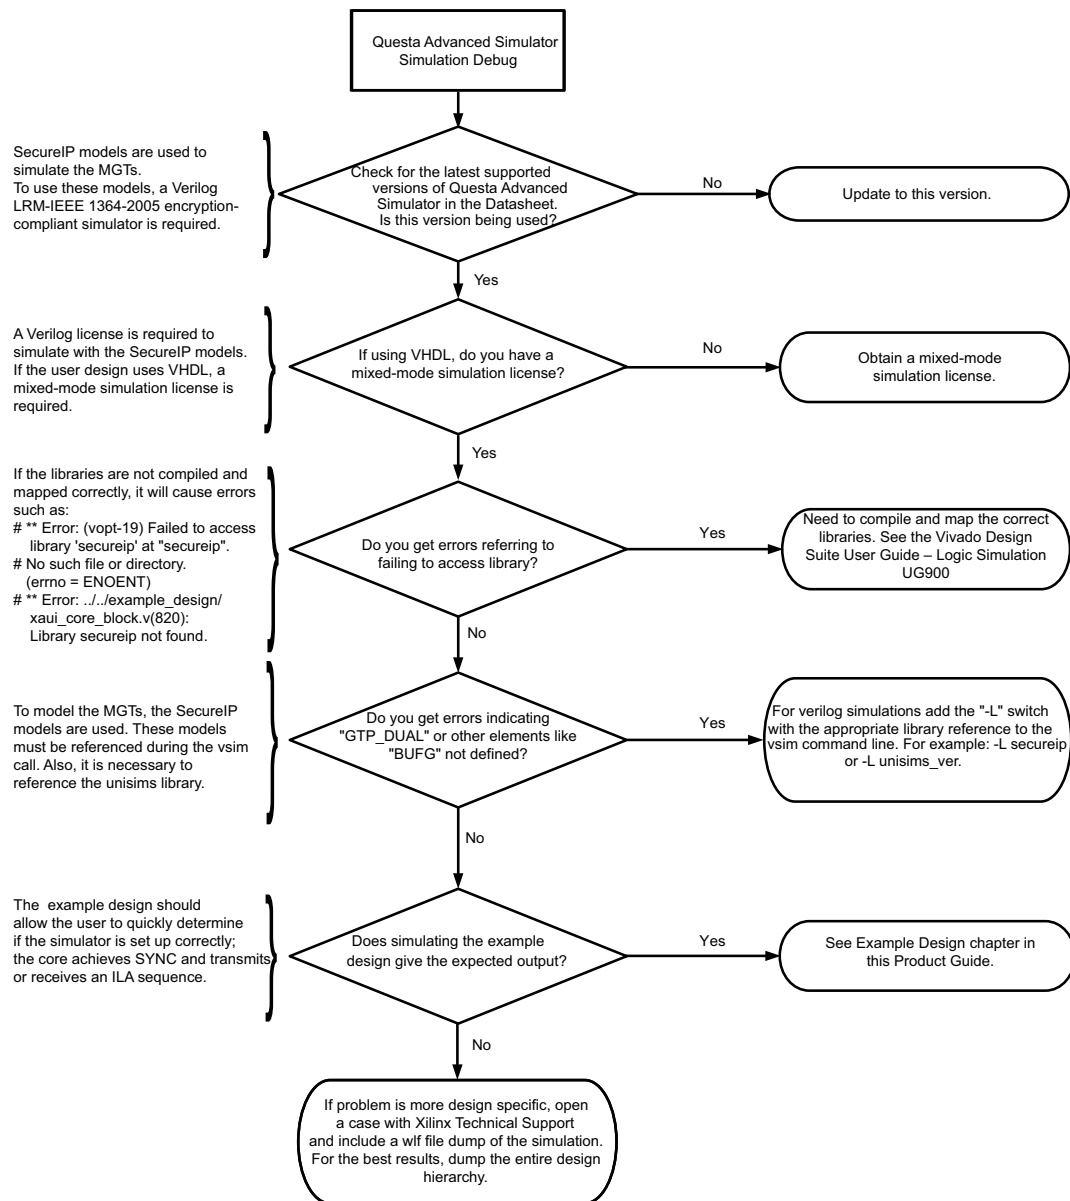 Questa Advanced Simulator
Simulation Debug
SecureIP models are used to
simulate the MGTs.
To use these models, a Verilog
LRM-IEEE 1364-2005 encryption-
compliant simulator is required.
Check for the latest supported
versions of Questa Advanced
Simulator in the Datasheet.
Is this version being used?
No
Update to this version.
Yes
A Verilog license is required to
simulate with the SecureIP models.
If the user design uses VHDL, a
mixed-mode simulation license is
required.
If using VHDL, do you have a
mixed-mode simulation license?
No
Obtain a mixed-mode
simulation license.
Yes
If the libraries are not compiled and
mapped correctly, it will cause errors
such as:
# ** Error: (vopt-19) Failed to access
library 'secureip' at "secureip".
# No such file or directory.
(errno = ENOENT)
# ** Error: ../../example_design/
xaui_core_block.v(820):
Library secureip not found.
Do you get errors referring to
failing to access library?
Yes
Need to compile and map the correct
libraries. See the Vivado Design
Suite User Guide – Logic Simulation
UG900
No
To model the MGTs, the SecureIP
models are used. These models
must be referenced during the vsim
call. Also, it is necessary to
reference the unisims library.
Do you get errors indicating
"GTP_DUAL" or other elements like
"BUFG" not defined?
Yes
For verilog simulations add the "-L" switch
with the appropriate library reference to the
vsim command line. For example: -L secureip
or -L unisims_ver.
No
The example design should
allow the user to quickly determine
if the simulator is set up correctly;
the core achieves SYNC and transmits
or receives an ILA sequence.
Does simulating the example
design give the expected output?
Yes
See Example Design chapter in
this Product Guide.
No
If problem is more design specific, open
a case with Xilinx Technical Support
and include a wlf file dump of the simulation.
For the best results, dump the entire design
hierarchy.